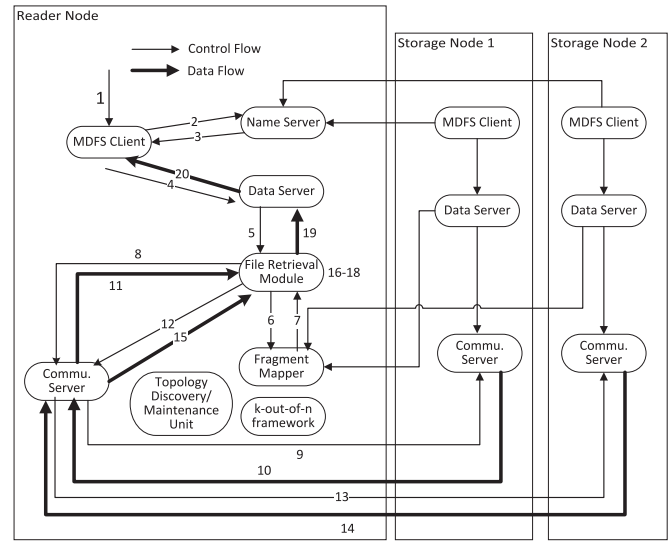 Reader Node
Storage Node 1
Storage Node 2
Control Flow
Data Flow
1
2
3
MDFS CLient
Name Server
MDFS Client
MDFS Client
20
4
Data Server
Data Server
Data Server
5
19
8
File Retrieval
Module
16-18
11
12
15
6
7
Commu.
Server
Fragment
Mapper
Commu.
Server
Commu.
Server
Topology
Discovery/
Maintenance
Unit
k-out-of-n
framework
9
10
13
14